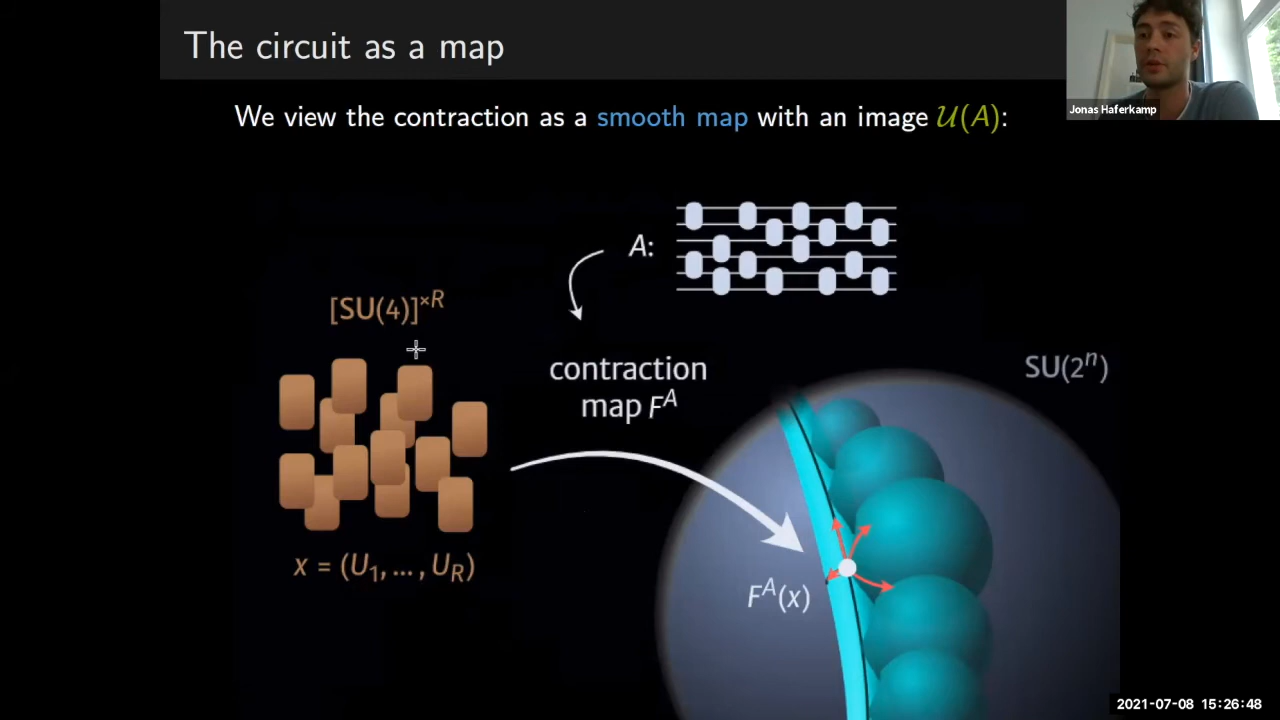 The circuit as a map
Jonas Haferkamp
We view the contraction as a smooth map with an image 𝒰(A):
A:
[SU(4)]^{×R}
contraction
map F^A
SU(2^n)
x = (U_1, ... , U_R)
F^A(x)
2021-07-08 15:26:48